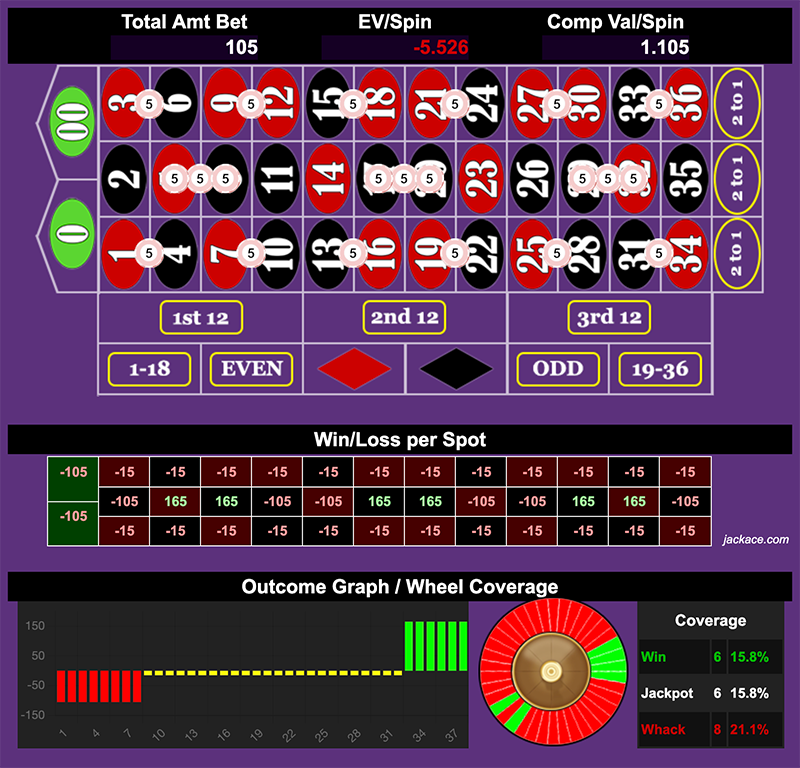 Total Amt Bet EV/Spin Comp Val/Spin
105 -5.526 1.105
00 3 5 6 9 5 12 15 5 18 21 5 24 27 5 30 33 5 36 2 to 1
2 5 5 5 11 14 5 5 5 23 26 5 5 5 35 2 to 1
0 1 5 4 7 5 10 13 5 16 19 5 22 25 5 28 31 5 34 2 to 1
1st 12 2nd 12 3rd 12
1-18 EVEN ODD 19-36
Win/Loss per Spot
-105 -15 -15 -15 -15 -15 -15 -15 -15 -15 -15 -15 -15
-105 165 165 -105 -105 165 165 -105 -105 165 165 -105
-105 -15 -15 -15 -15 -15 -15 -15 -15 -15 -15 -15 -15
jackace.com
Outcome Graph / Wheel Coverage
150
50
-50
-150
1 4 7 10 13 16 19 22 25 28 31 34 37
Coverage
Win 6 15.8%
Jackpot 6 15.8%
Whack 8 21.1%